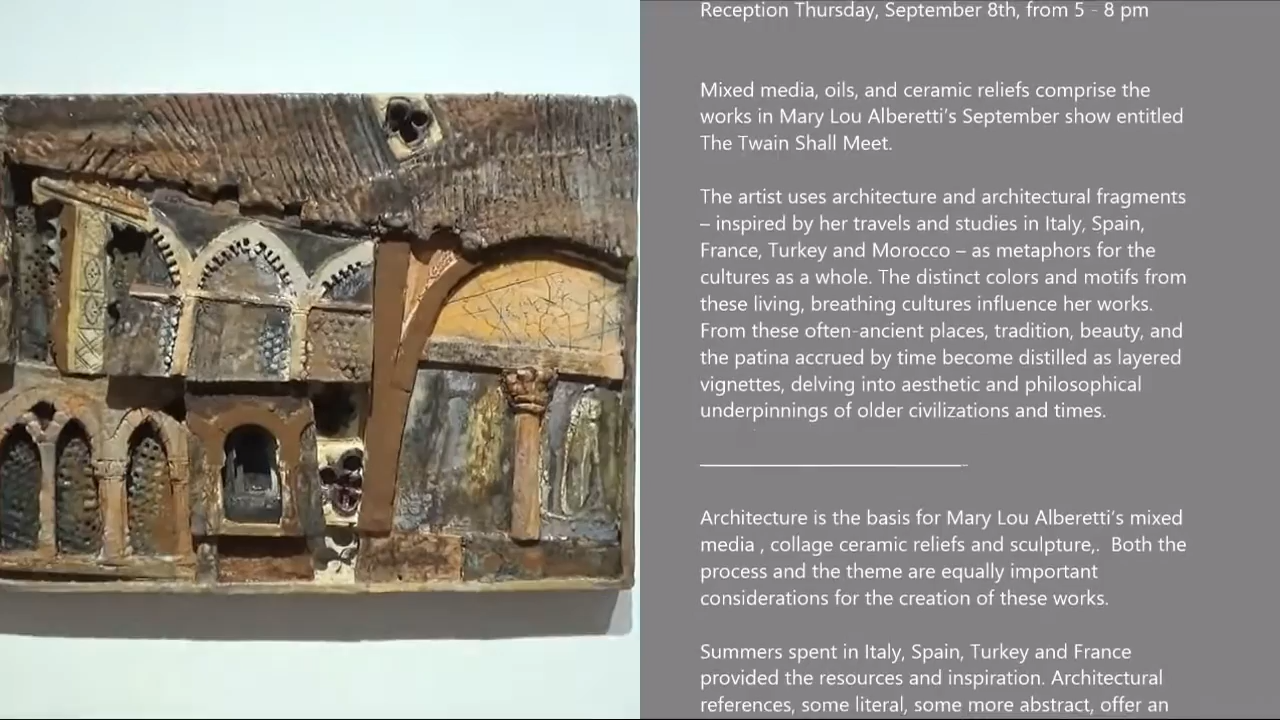 Reception Thursday, September 8th, from 5 - 8 pm
Mixed media, oils, and ceramic reliefs comprise the
works in Mary Lou Alberetti's September show entitled
The Twain Shall Meet.
The artist uses architecture and architectural fragments
– inspired by her travels and studies in Italy, Spain,
France, Turkey and Morocco – as metaphors for the
cultures as a whole. The distinct colors and motifs from
these living, breathing cultures influence her works.
From these often-ancient places, tradition, beauty, and
the patina accrued by time become distilled as layered
vignettes, delving into aesthetic and philosophical
underpinnings of older civilizations and times.
Architecture is the basis for Mary Lou Alberetti's mixed
media , collage ceramic reliefs and sculpture,.  Both the
process and the theme are equally important
considerations for the creation of these works.
Summers spent in Italy, Spain, Turkey and France
provided the resources and inspiration. Architectural
references, some literal, some more abstract, offer an